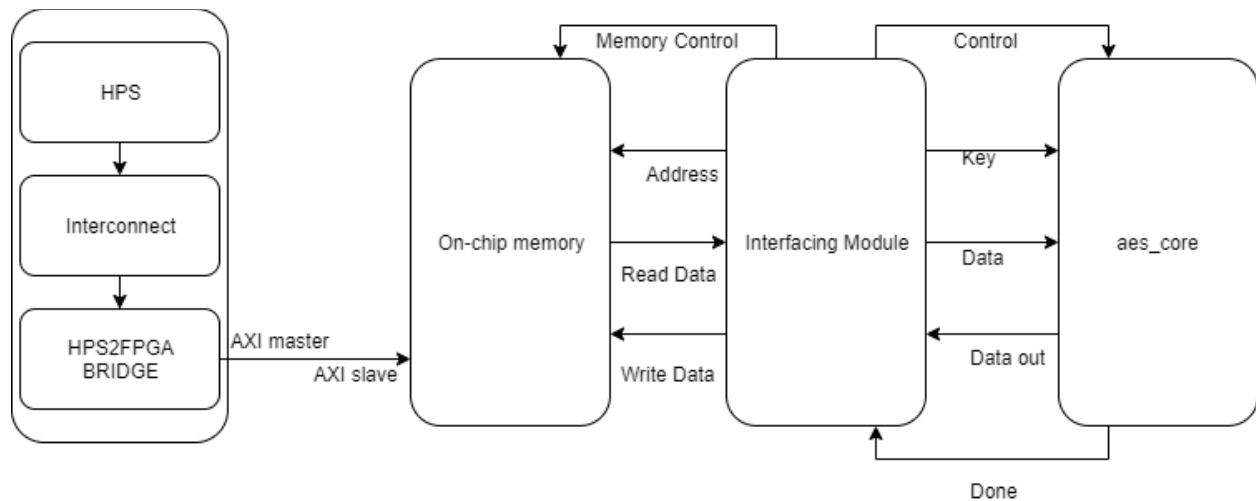 HPS
Interconnect
HPS2FPGA
BRIDGE
AXI master
AXI slave
Memory Control
On-chip memory
Address
Read Data
Write Data
Interfacing Module
Control
Key
Data
Data out
Done
aes_core